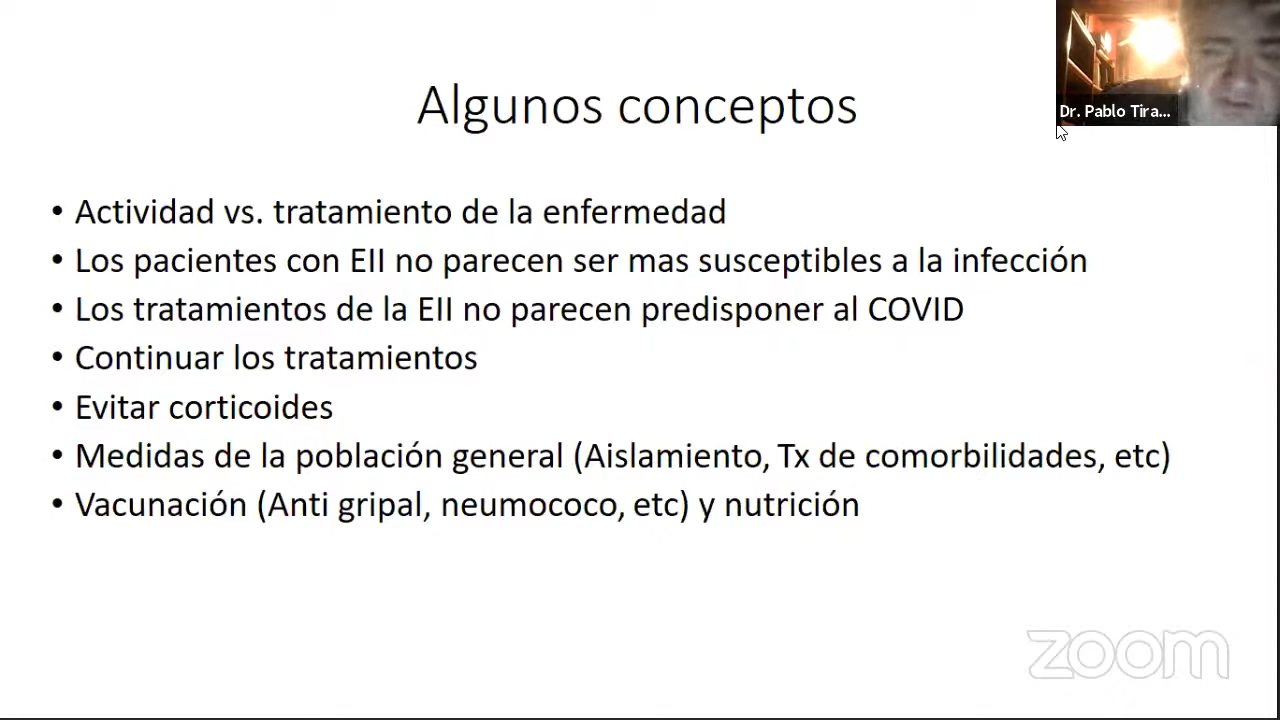 Dr. Pablo Tira...
Algunos conceptos
• Actividad vs. tratamiento de la enfermedad
• Los pacientes con EII no parecen ser mas susceptibles a la infección
• Los tratamientos de la EII no parecen predisponer al COVID
• Continuar los tratamientos
• Evitar corticoides
• Medidas de la población general (Aislamiento, Tx de comorbilidades, etc)
• Vacunación (Anti gripal, neumococo, etc) y nutrición
zoom